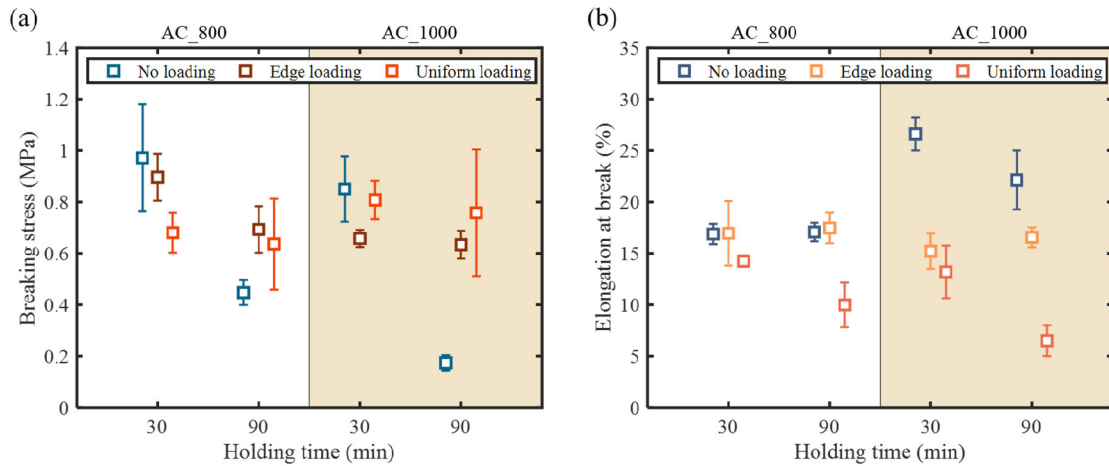 (a)
AC_800 AC_1000
1.4
1.2
1
0.8
0.6
0.4
0.2
0
Breaking stress (MPa)
No loading Edge loading Uniform loading
30 90 30 90
Holding time (min)
(b)
AC_800 AC_1000
35
30
25
20
15
10
5
0
Elongation at break (%)
No loading Edge loading Uniform loading
30 90 30 90
Holding time (min)